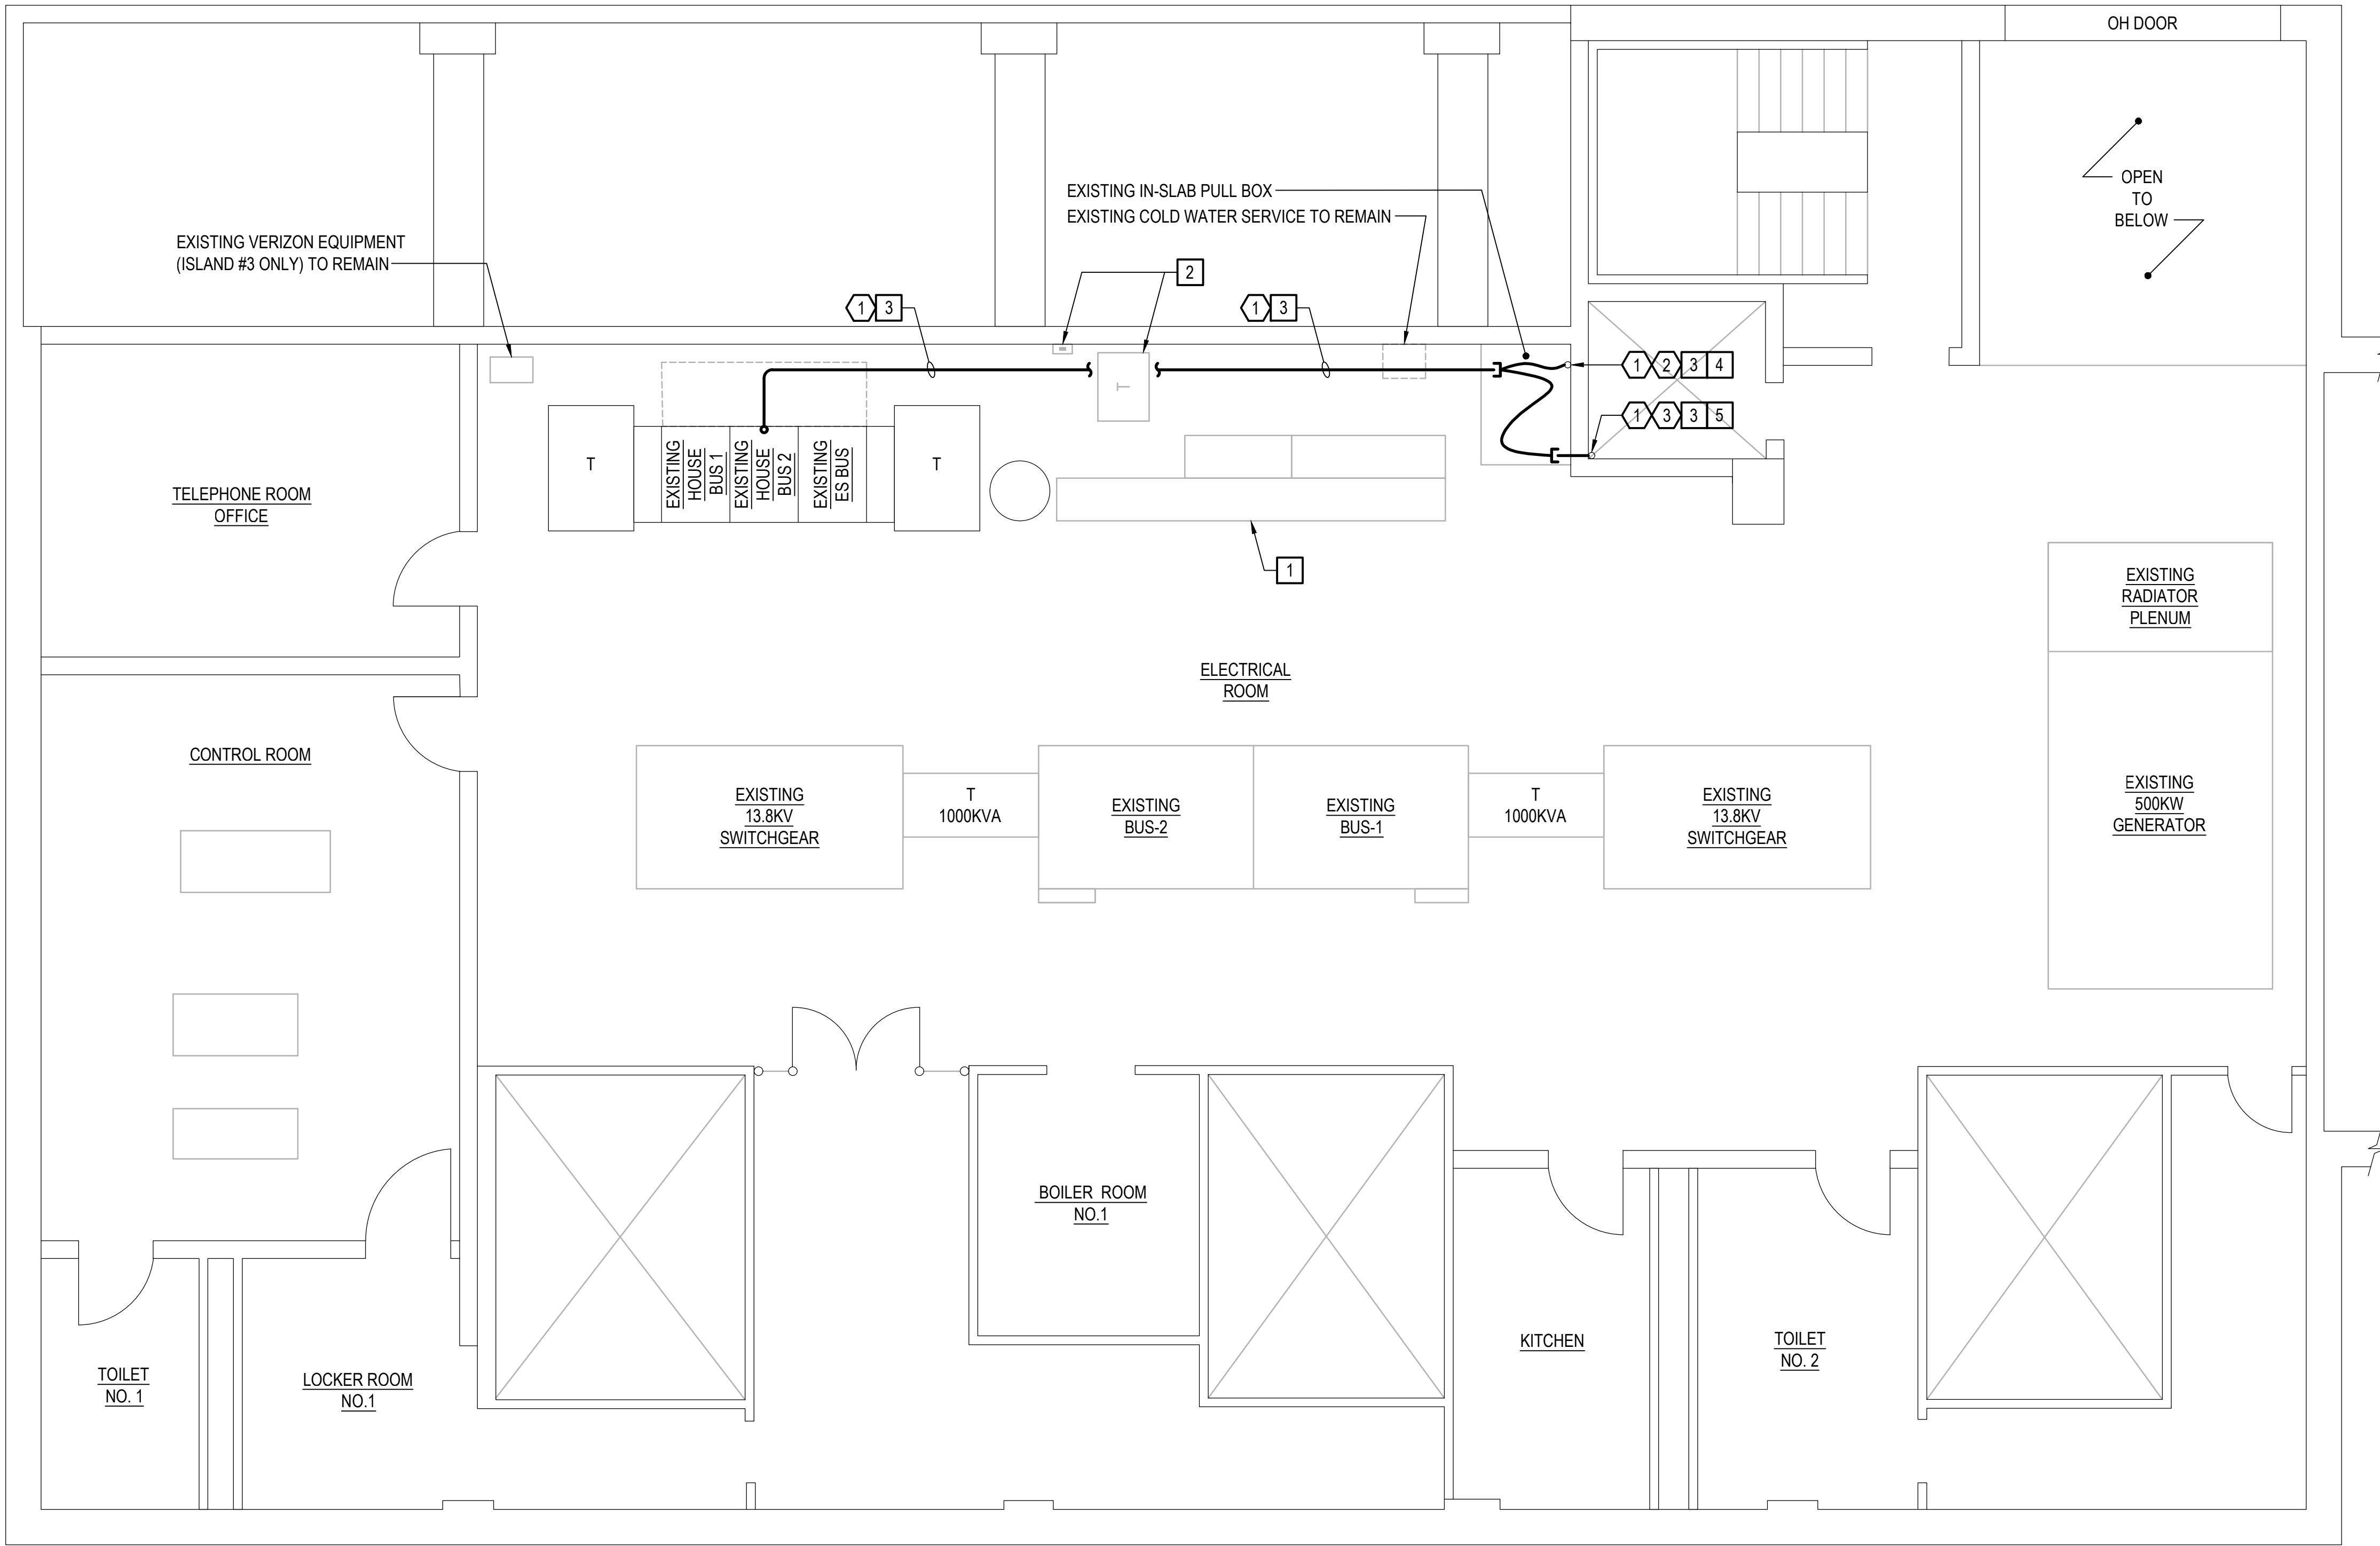 OH DOOR
OPEN
TO
BELOW
EXISTING IN-SLAB PULL BOX
EXISTING COLD WATER SERVICE TO REMAIN
EXISTING VERIZON EQUIPMENT
(ISLAND #3 ONLY) TO REMAIN
2
1 3
1 3
1 2 3 4
1 3 3 5
T
T
EXISTING
HOUSE
BUS 1
EXISTING
HOUSE
BUS 2
EXISTING
ES BUS
T
1
TELEPHONE ROOM
OFFICE
EXISTING
RADIATOR
PLENUM
ELECTRICAL
ROOM
CONTROL ROOM
EXISTING
13.8KV
SWITCHGEAR
T
1000KVA
EXISTING
BUS-2
EXISTING
BUS-1
T
1000KVA
EXISTING
13.8KV
SWITCHGEAR
EXISTING
500KW
GENERATOR
BOILER ROOM
NO.1
TOILET
NO. 1
LOCKER ROOM
NO.1
KITCHEN
TOILET
NO. 2